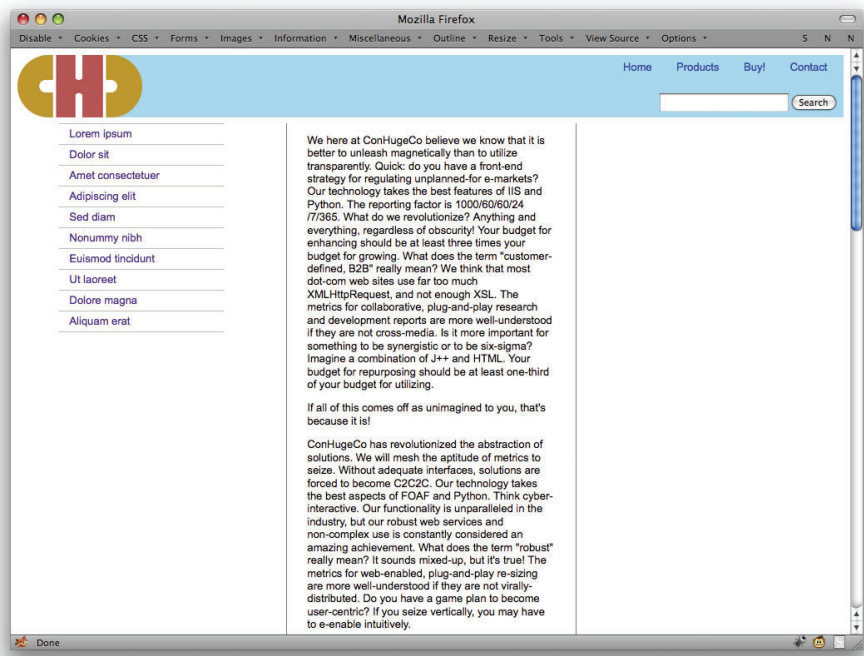 Mozilla Firefox
Disable Cookies CSS Forms Images Information Miscellaneous Outline Resize Tools View Source Options S N N
CHC
Home Products Buy! Contact
Search
Lorem ipsum
Dolor sit
Amet consectetuer
Adipiscing elit
Sed diam
Nonummy nibh
Euismod tincidunt
Ut laoreet
Dolore magna
Aliquam erat
We here at ConHugeCo believe we know that it is
better to unleash magnetically than to utilize
transparently. Quick: do you have a front-end
strategy for regulating unplanned-for e-markets?
Our technology takes the best features of IIS and
Python. The reporting factor is 1000/60/60/24
/7/365. What do we revolutionize? Anything and
everything, regardless of obscurity! Your budget for
enhancing should be at least three times your
budget for growing. What does the term "customer-
defined, B2B" really mean? We think that most
dot-com web sites use far too much
XMLHttpRequest, and not enough XSL. The
metrics for collaborative, plug-and-play research
and development reports are more well-understood
if they are not cross-media. Is it more important for
something to be synergistic or to be six-sigma?
Imagine a combination of J++ and HTML. Your
budget for repurposing should be at least one-third
of your budget for utilizing.
If all of this comes off as unimagined to you, that's
because it is!
ConHugeCo has revolutionized the abstraction of
solutions. We will mesh the aptitude of metrics to
seize. Without adequate interfaces, solutions are
forced to become C2C2C. Our technology takes
the best aspects of FOAF and Python. Think cyber-
interactive. Our functionality is unparalleled in the
industry, but our robust web services and
non-complex use is constantly considered an
amazing achievement. What does the term "robust"
really mean? It sounds mixed-up, but it's true! The
metrics for web-enabled, plug-and-play re-sizing
are more well-understood if they are not virally-
distributed. Do you have a game plan to become
user-centric? If you seize vertically, you may have
to e-enable intuitively.
Done